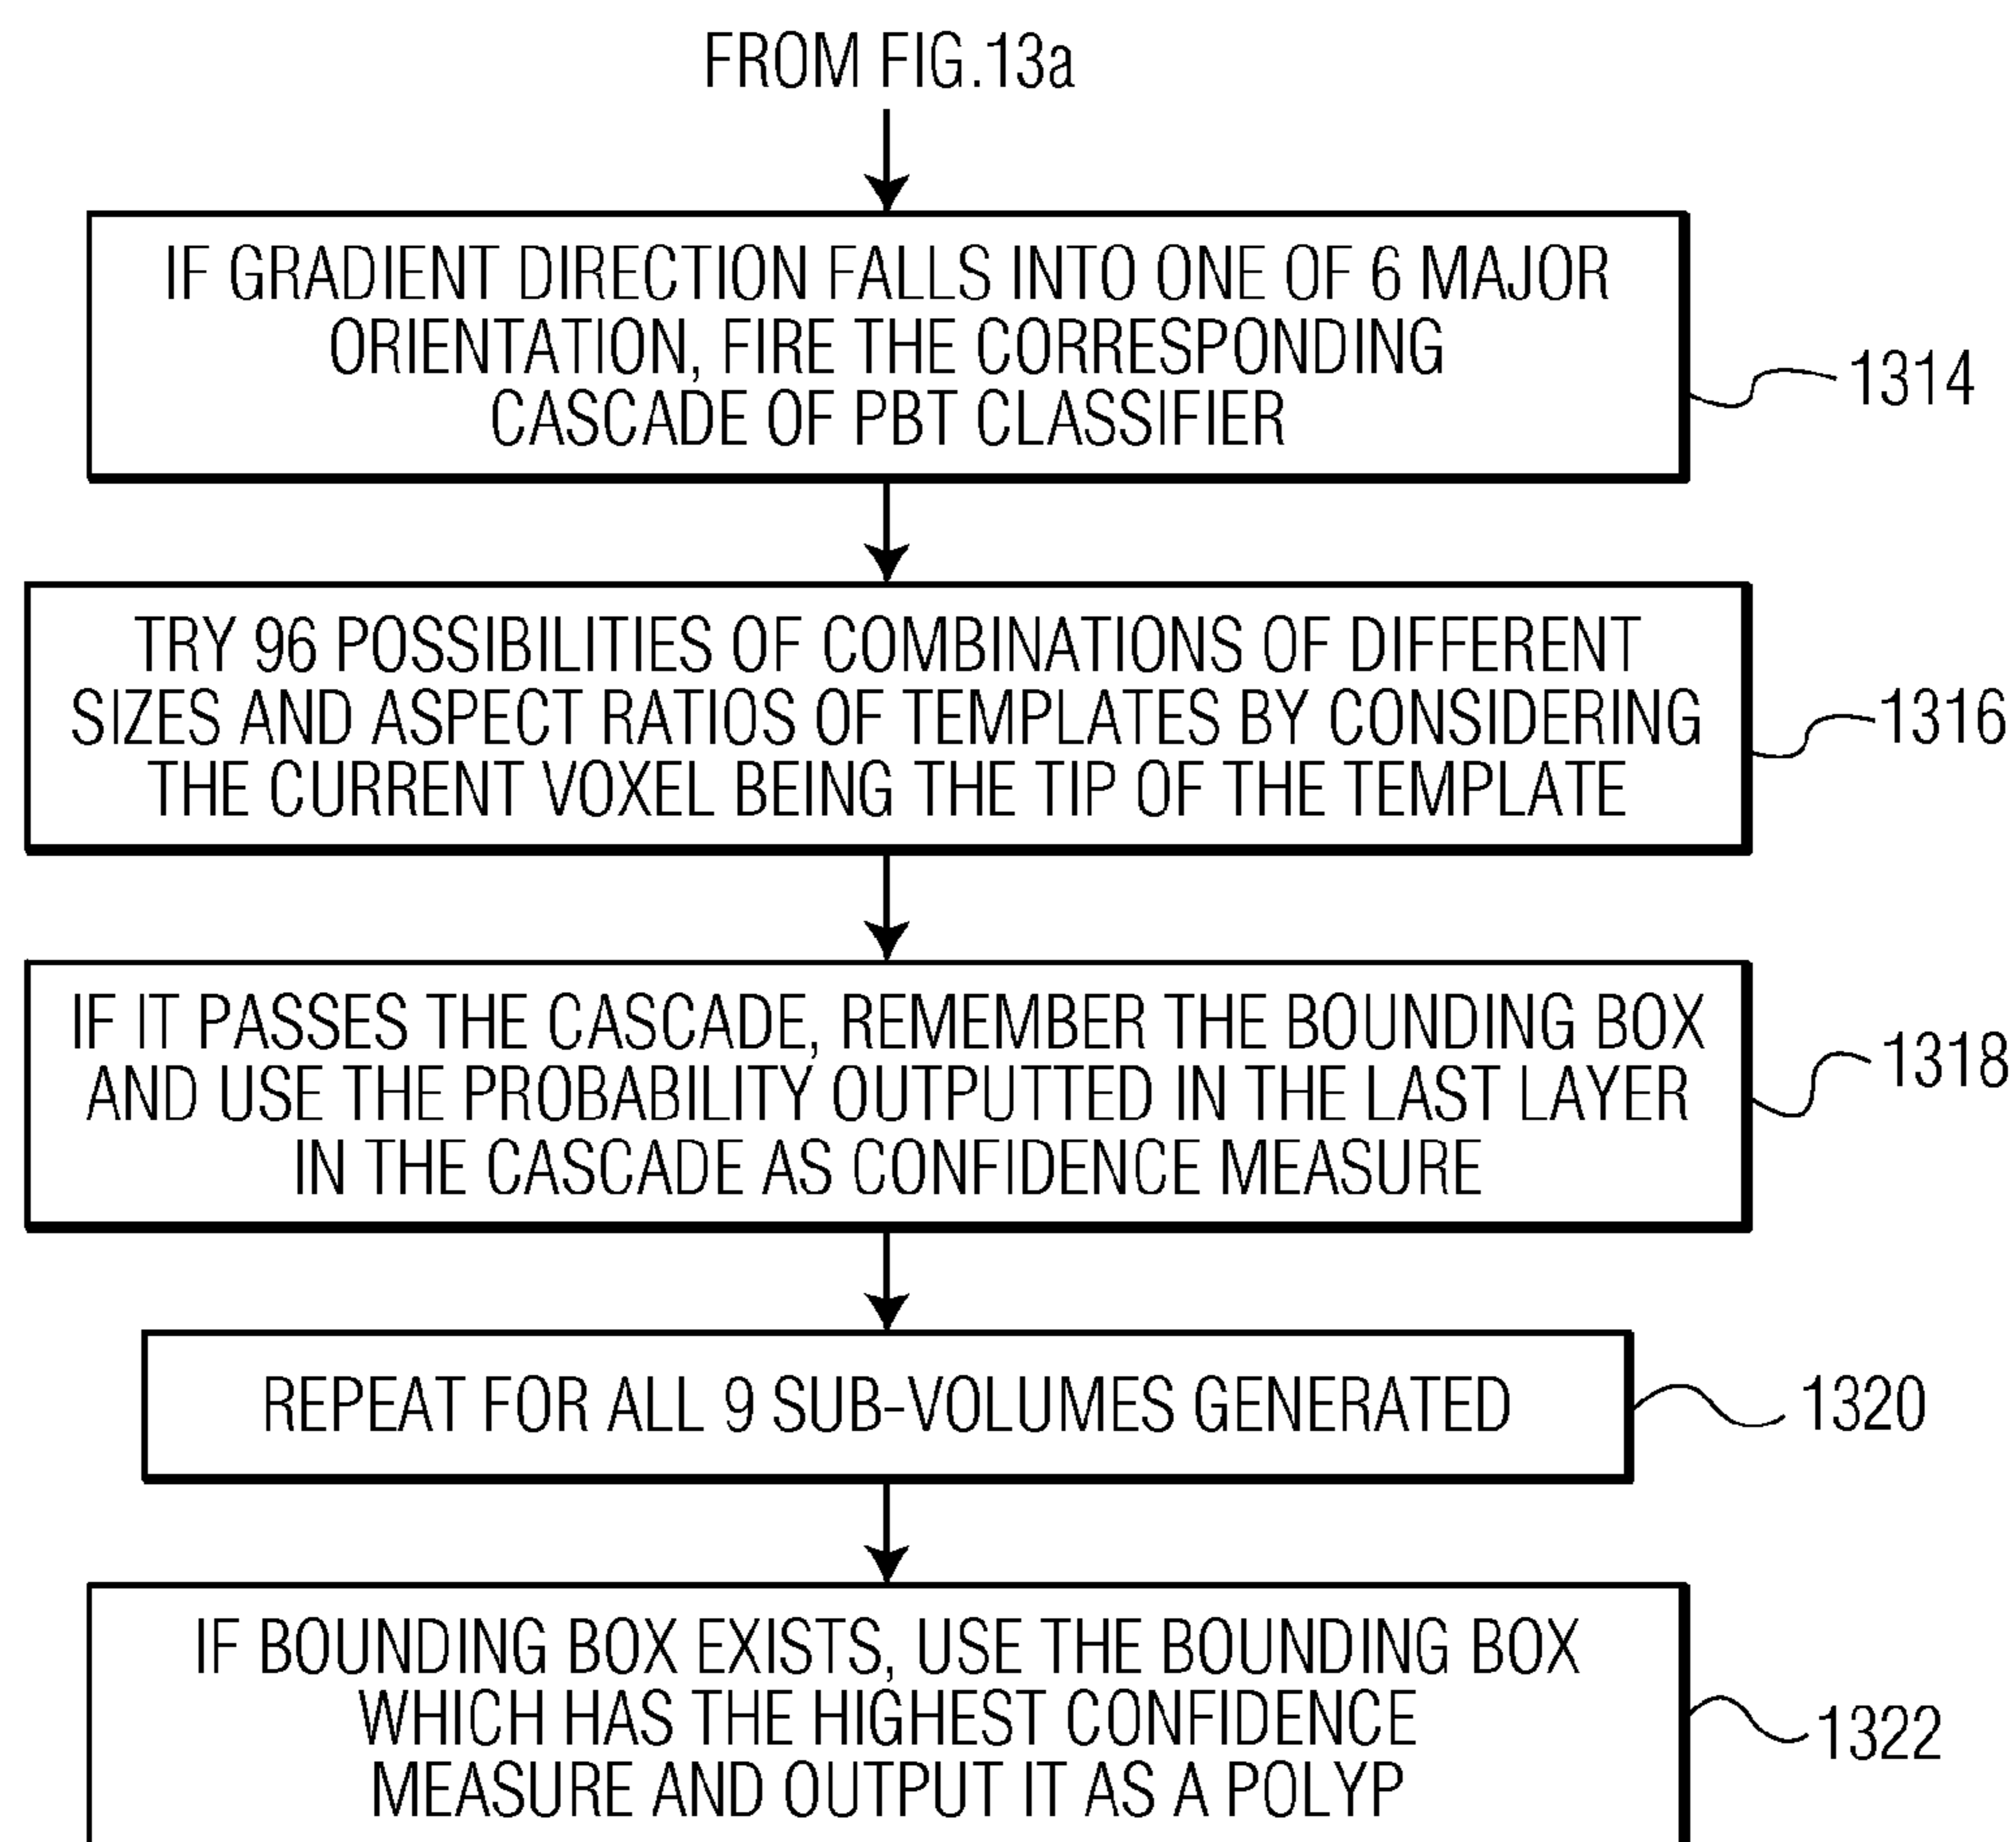 FROM FIG.13a
IF GRADIENT DIRECTION FALLS INTO ONE OF 6 MAJOR
ORIENTATION, FIRE THE CORRESPONDING
CASCADE OF PBT CLASSIFIER
1314
TRY 96 POSSIBILITIES OF COMBINATIONS OF DIFFERENT
SIZES AND ASPECT RATIOS OF TEMPLATES BY CONSIDERING
THE CURRENT VOXEL BEING THE TIP OF THE TEMPLATE
1316
IF IT PASSES THE CASCADE, REMEMBER THE BOUNDING BOX
AND USE THE PROBABILITY OUTPUTTED IN THE LAST LAYER
IN THE CASCADE AS CONFIDENCE MEASURE
1318
REPEAT FOR ALL 9 SUB-VOLUMES GENERATED
1320
IF BOUNDING BOX EXISTS, USE THE BOUNDING BOX
WHICH HAS THE HIGHEST CONFIDENCE
MEASURE AND OUTPUT IT AS A POLYP
1322